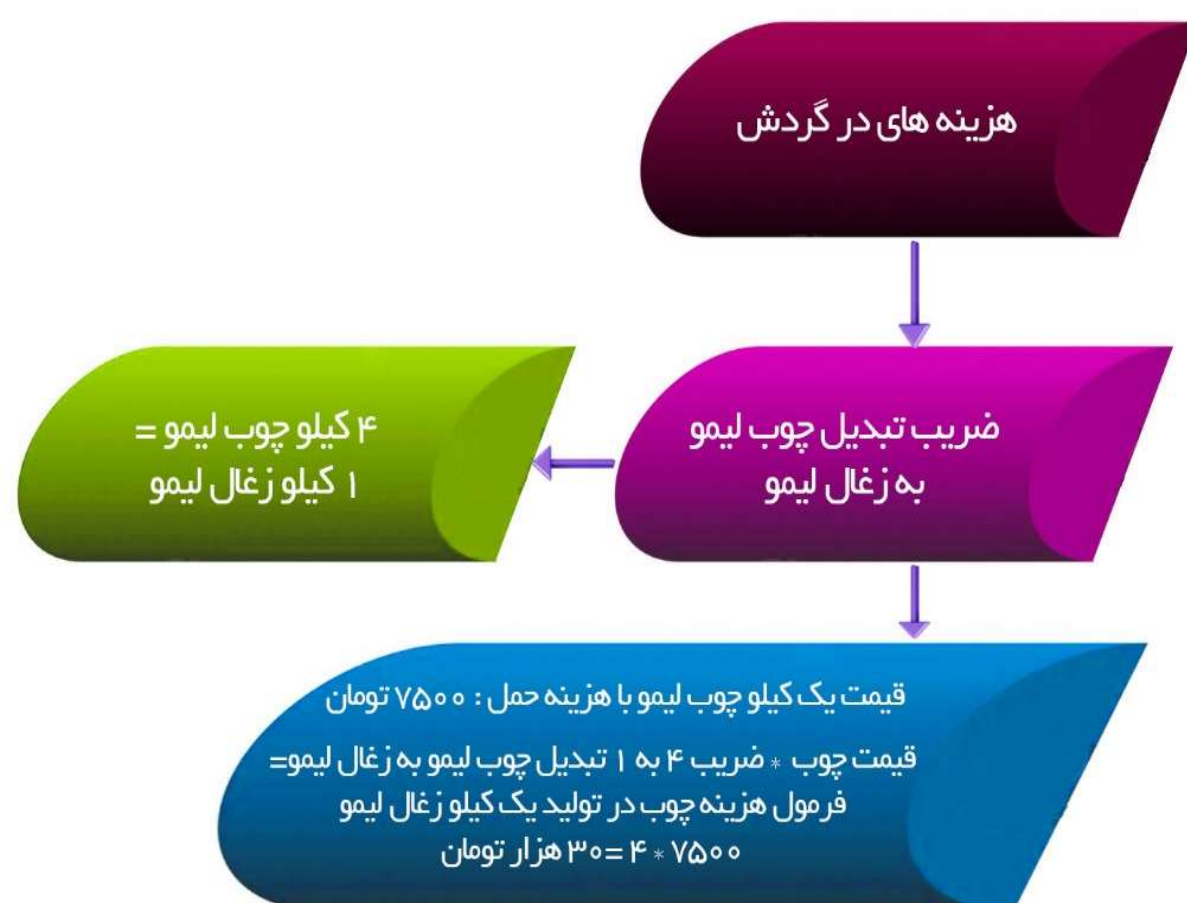 هزینه های در گردش
ضریب تبدیل چوب لیمو
به زغال لیمو
۴ کیلو چوب لیمو =
۱ کیلو زغال لیمو
قیمت یک کیلو چوب لیمو با هزینه حمل : ۷۵۰۰ تومان
قیمت چوب * ضریب ۴ به ۱ تبدیل چوب لیمو به زغال لیمو=
فرمول هزینه چوب در تولید یک کیلو زغال لیمو
۷۵۰۰ * ۴ =۳۰ هزار تومان